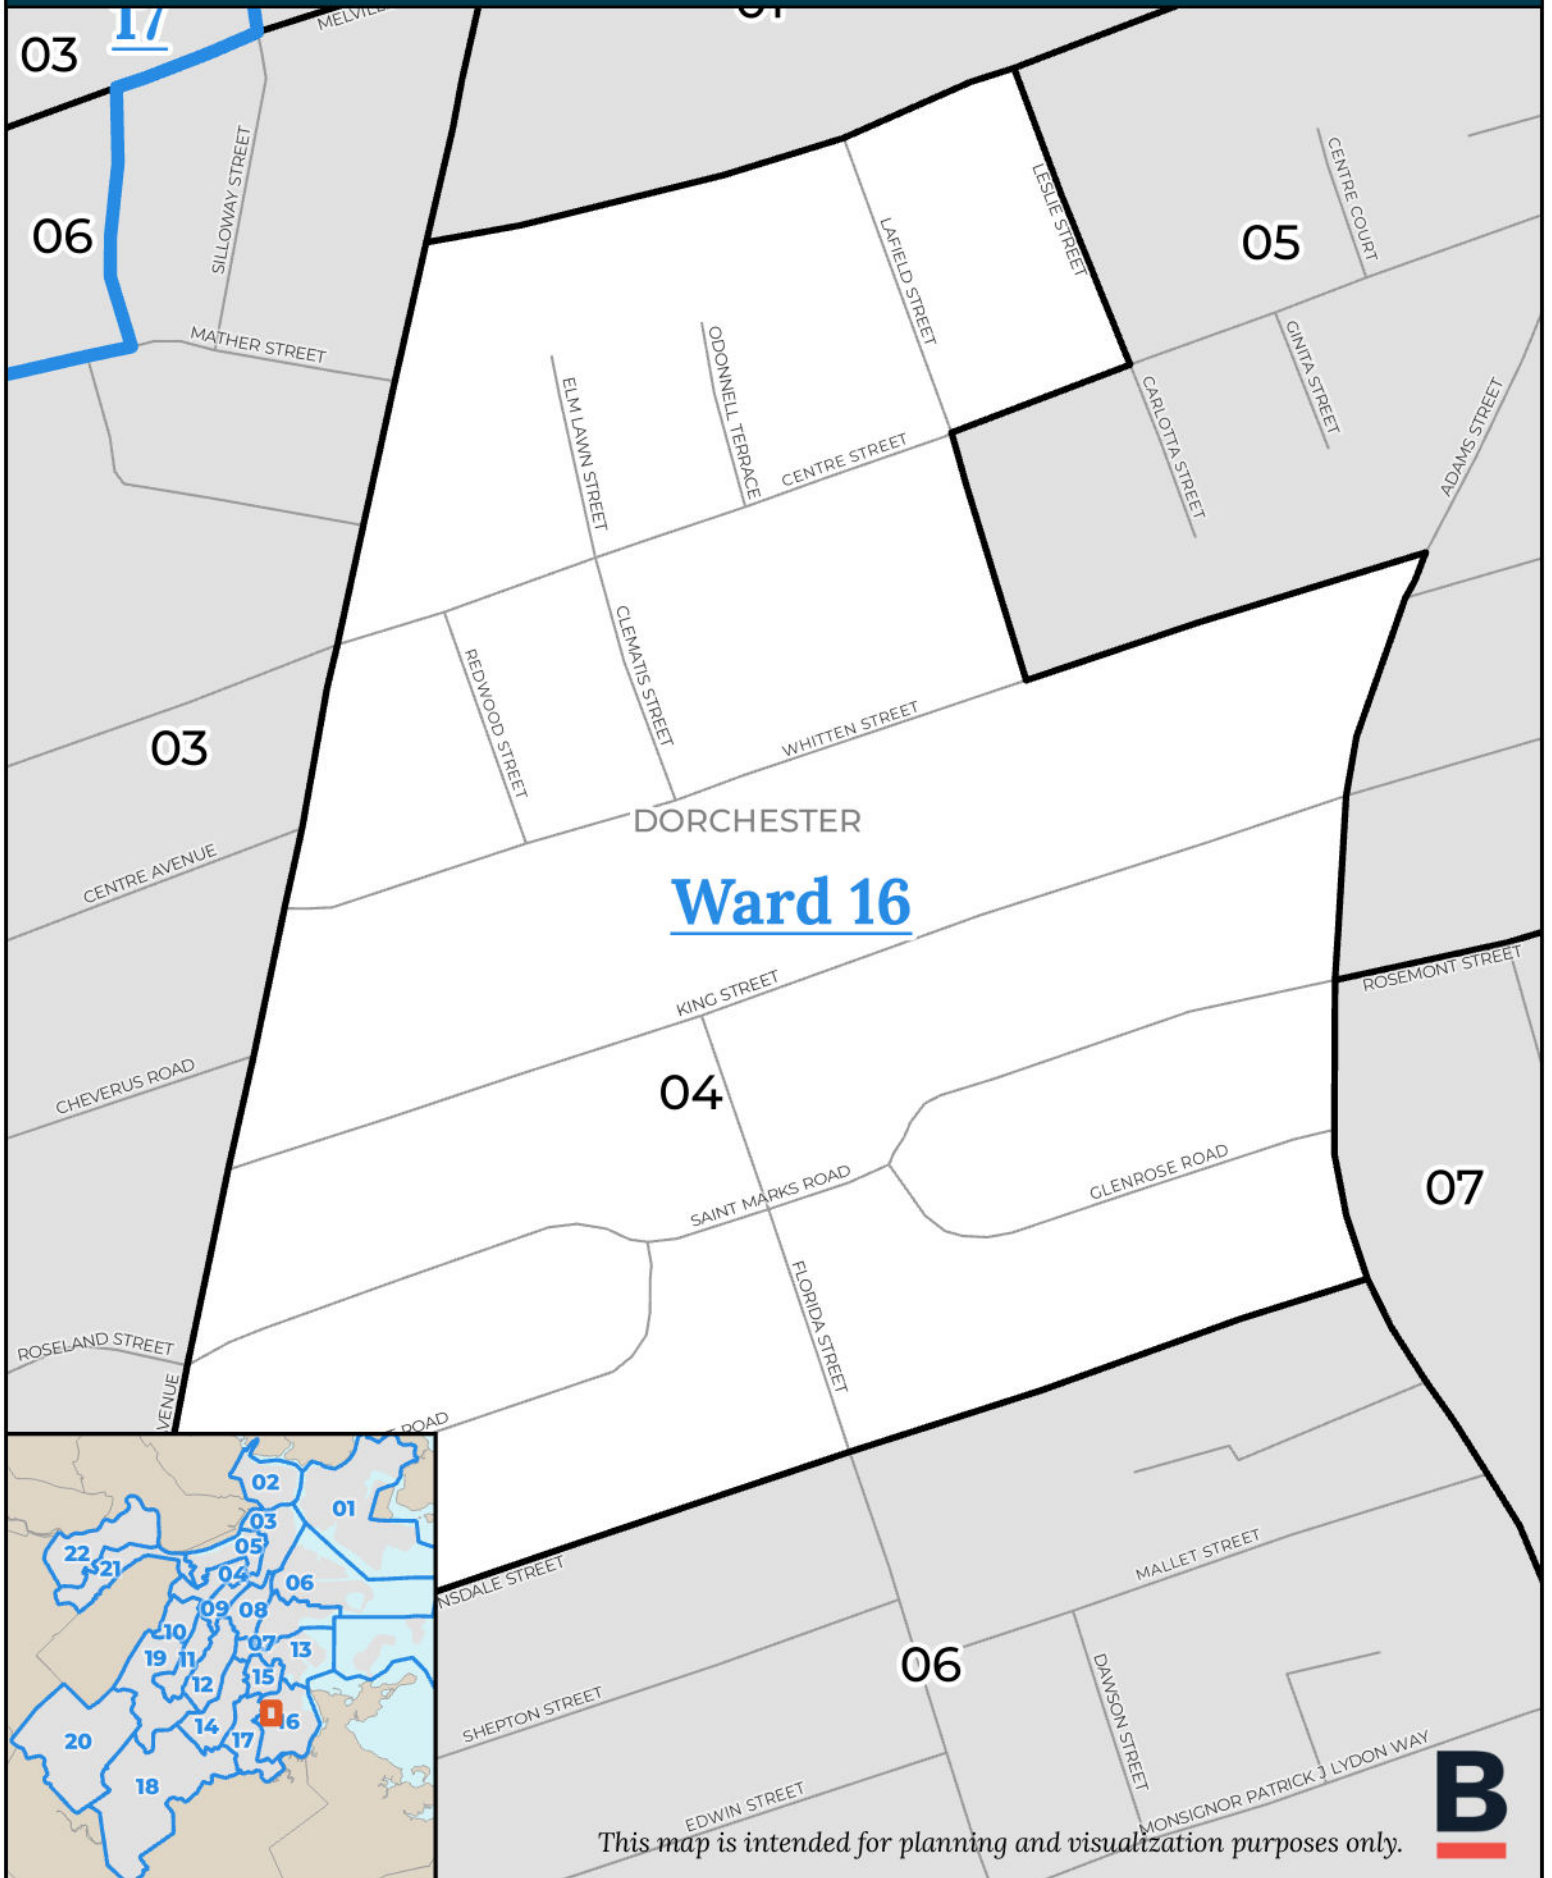 17
03
MELVILL
06
SILLOWAY STREET
MATHER STREET
LESLIE STREET
LAFIELD STREET
CENTRE COURT
05
GINITA STREET
ADAMS STREET
CARLOTTA STREET
ODONNELL TERRACE
ELM LAWN STREET
CENTRE STREET
CLEMATIS STREET
REDWOOD STREET
WHITTEN STREET
03
DORCHESTER
Ward 16
CENTRE AVENUE
KING STREET
ROSEMONT STREET
CHEVERUS ROAD
04
SAINT MARKS ROAD
GLENROSE ROAD
07
FLORIDA STREET
ROSELAND STREET
VENUE
ROAD
NSDALE STREET
MALLET STREET
06
SHEPTON STREET
DAWSON STREET
EDWIN STREET
MONSIGNOR PATRICK J LYDON WAY
This map is intended for planning and visualization purposes only.
B
02
01
03
05
22
21
04
06
09
08
10
07
13
19
11
12
15
16
14
17
20
18